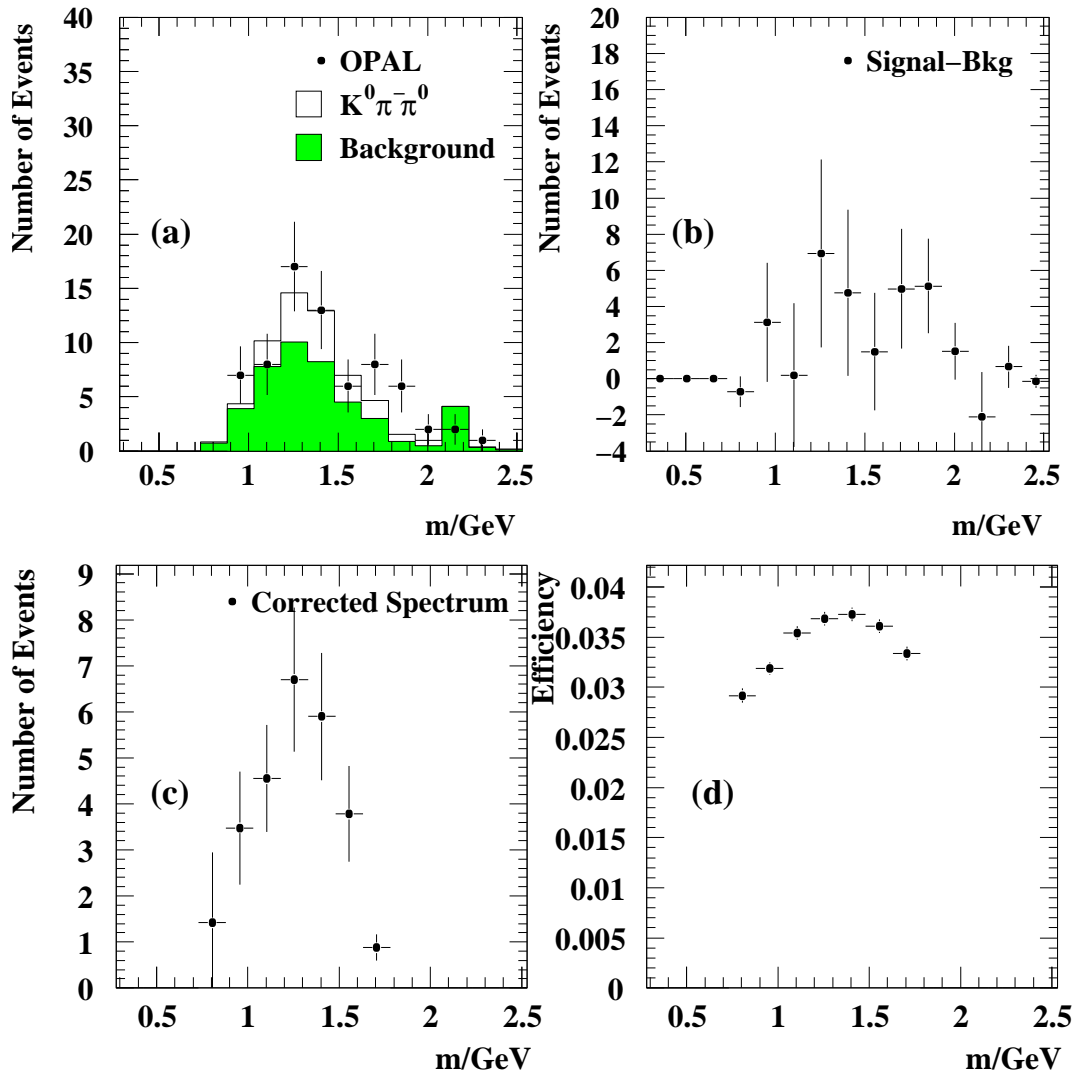 Number of Events
40
35
30
25
20
15
10
5
0
OPAL
K⁰π⁻π⁰
Background
(a)
0.5 1 1.5 2 2.5
m/GeV
Number of Events
20
18
16
14
12
10
8
6
4
2
0
−2
−4
Signal−Bkg
(b)
0.5 1 1.5 2 2.5
m/GeV
Number of Events
9
8
7
6
5
4
3
2
1
0
Corrected Spectrum
(c)
0.5 1 1.5 2 2.5
m/GeV
Efficiency
0.04
0.035
0.03
0.025
0.02
0.015
0.01
0.005
0
(d)
0.5 1 1.5 2 2.5
m/GeV